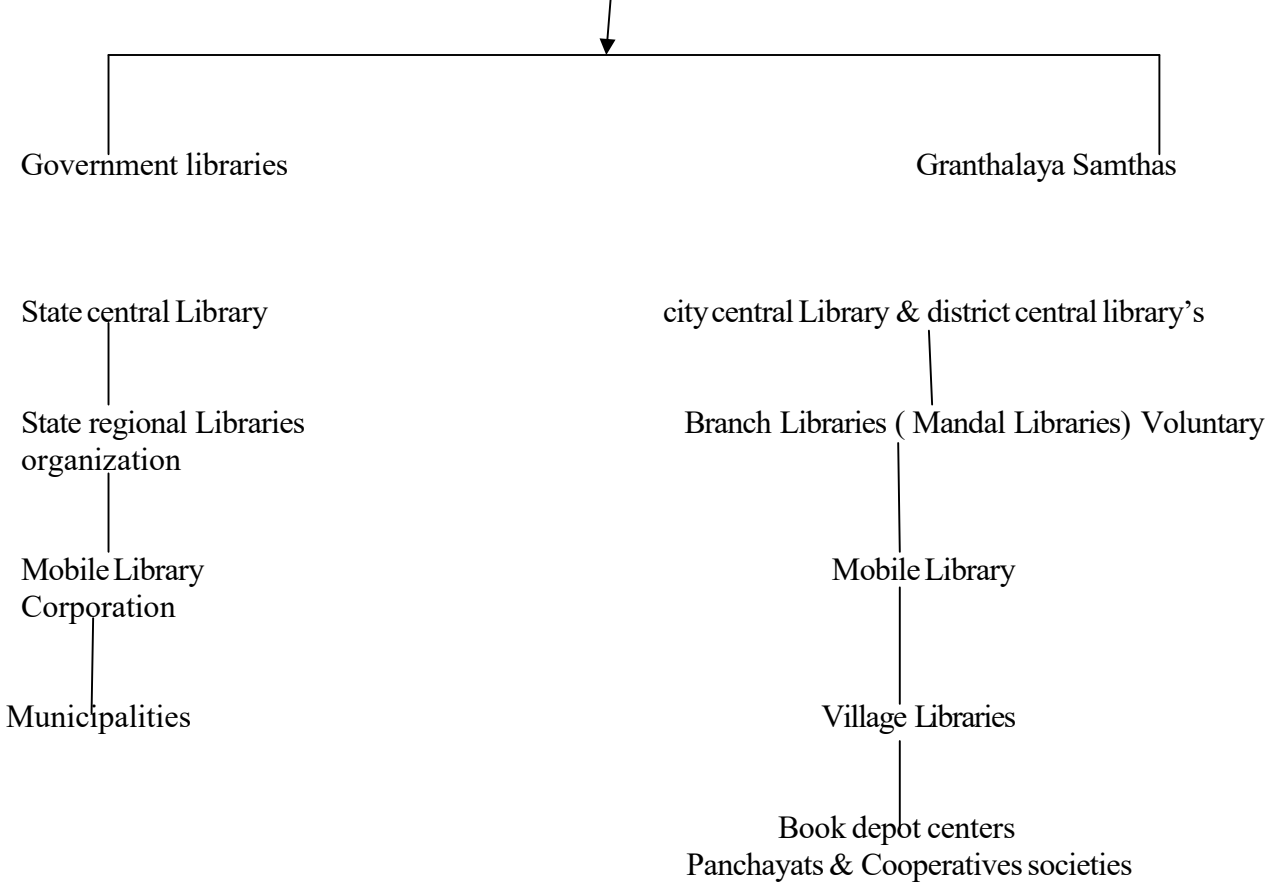 Government libraries
Granthalaya Samthas
State central Library
city central Library & district central library's
State regional Libraries
organization
Branch Libraries ( Mandal Libraries) Voluntary
Mobile Library
Corporation
Mobile Library
Municipalities
Village Libraries
Book depot centers
Panchayats & Cooperatives societies